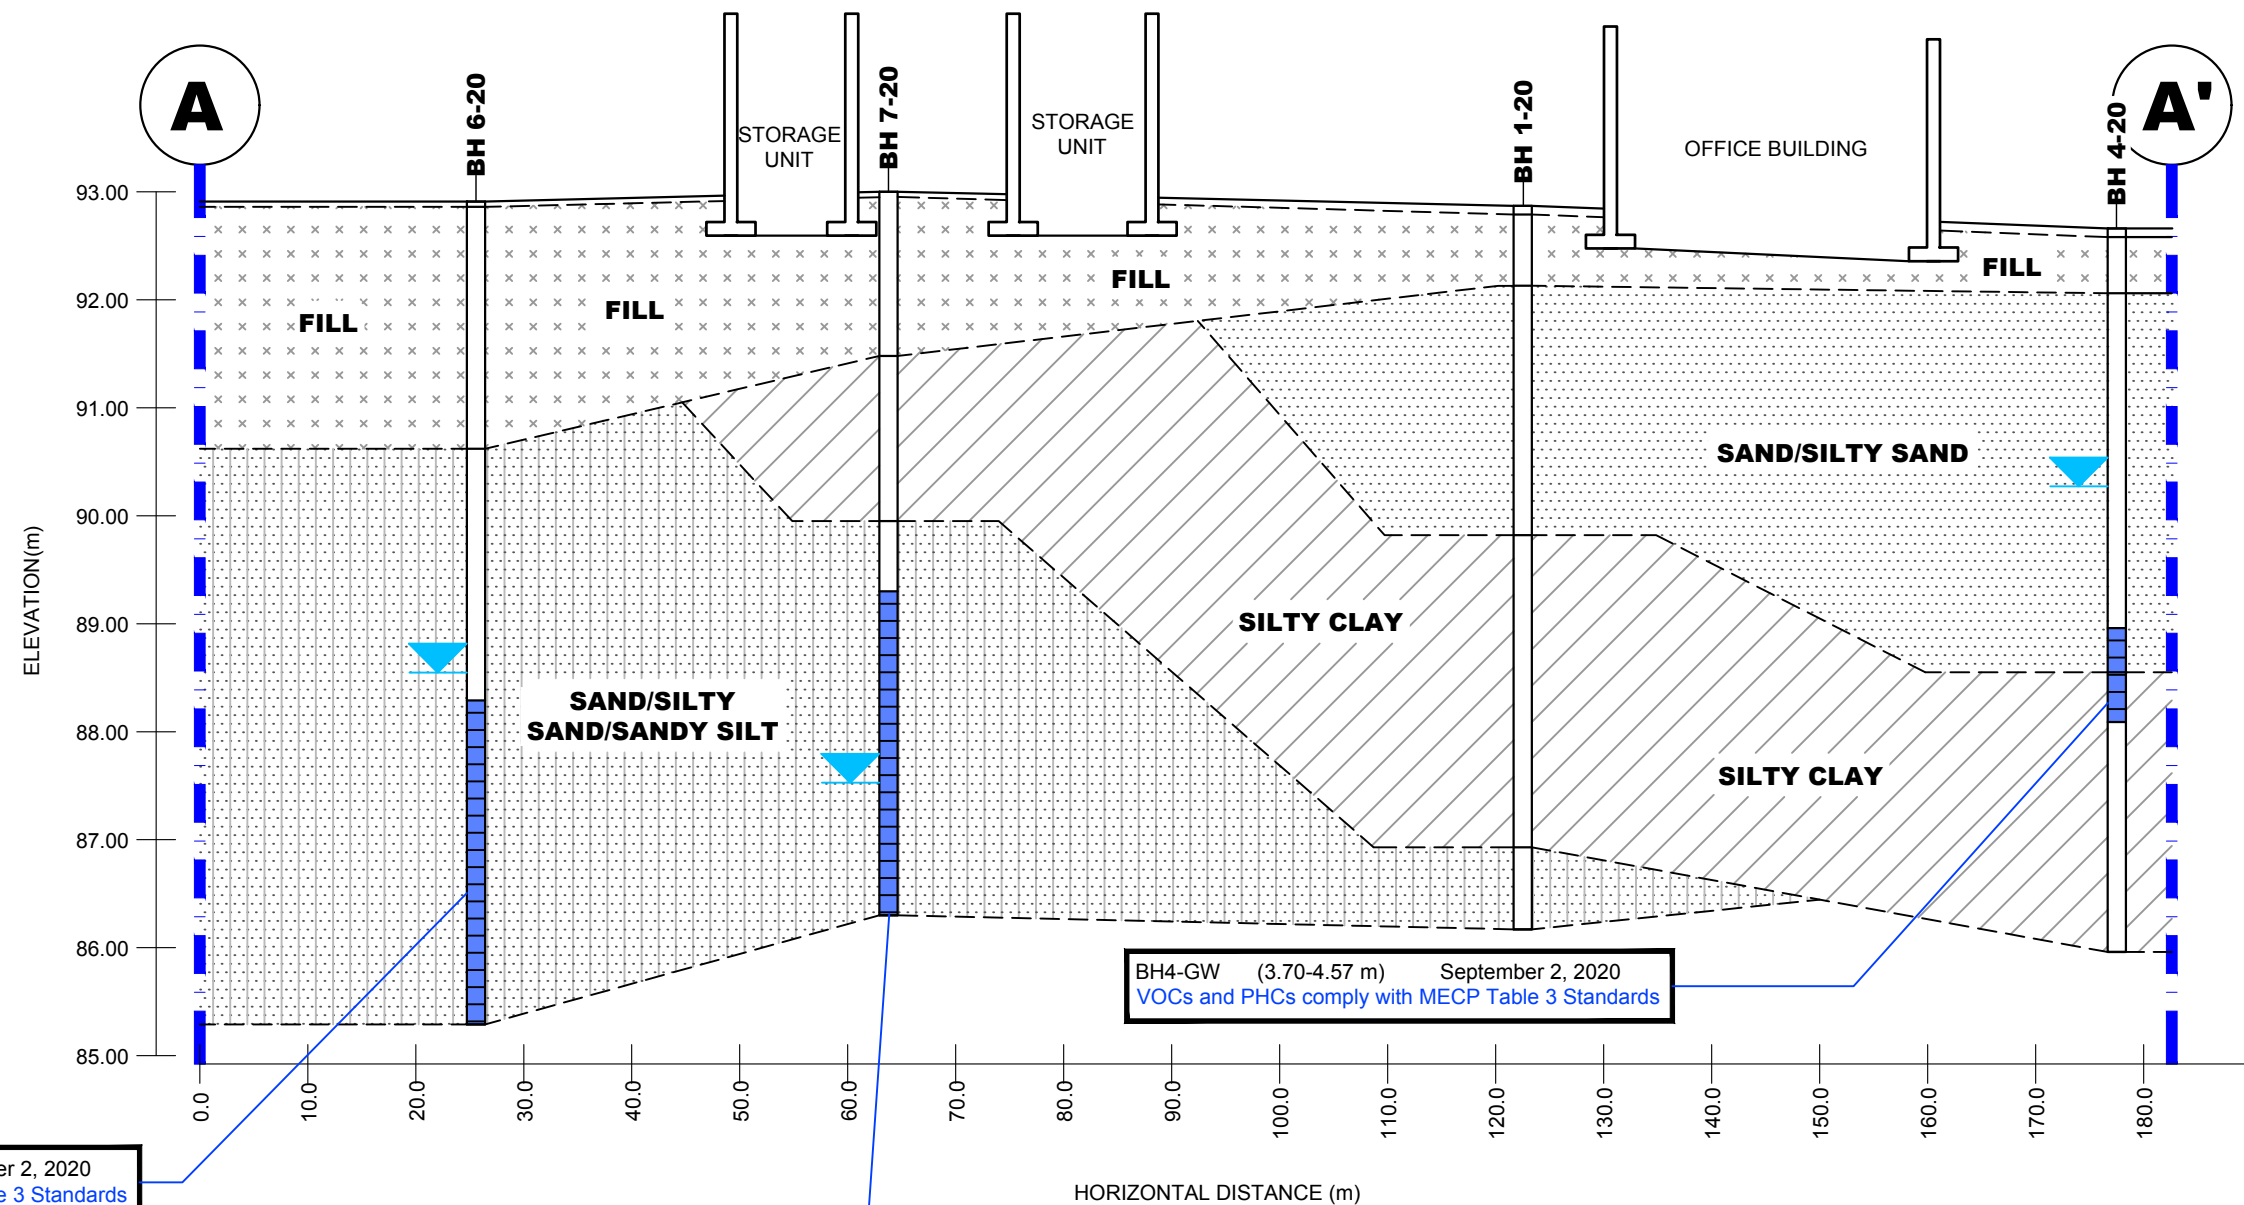 A
BH 6-20
STORAGE
UNIT
BH 7-20
STORAGE
UNIT
BH 1-20
OFFICE BUILDING
BH 4-20
A'
93.00
92.00
91.00
90.00
89.00
88.00
87.00
86.00
85.00
ELEVATION(m)
FILL
FILL
FILL
FILL
SAND/SILTY SAND
SILTY CLAY
SAND/SILTY
SAND/SANDY SILT
SILTY CLAY
BH4-GW (3.70-4.57 m) September 2, 2020
VOCs and PHCs comply with MECP Table 3 Standards
0.0
10.0
20.0
30.0
40.0
50.0
60.0
70.0
80.0
90.0
100.0
110.0
120.0
130.0
140.0
150.0
160.0
170.0
180.0
er 2, 2020
e 3 Standards
HORIZONTAL DISTANCE (m)